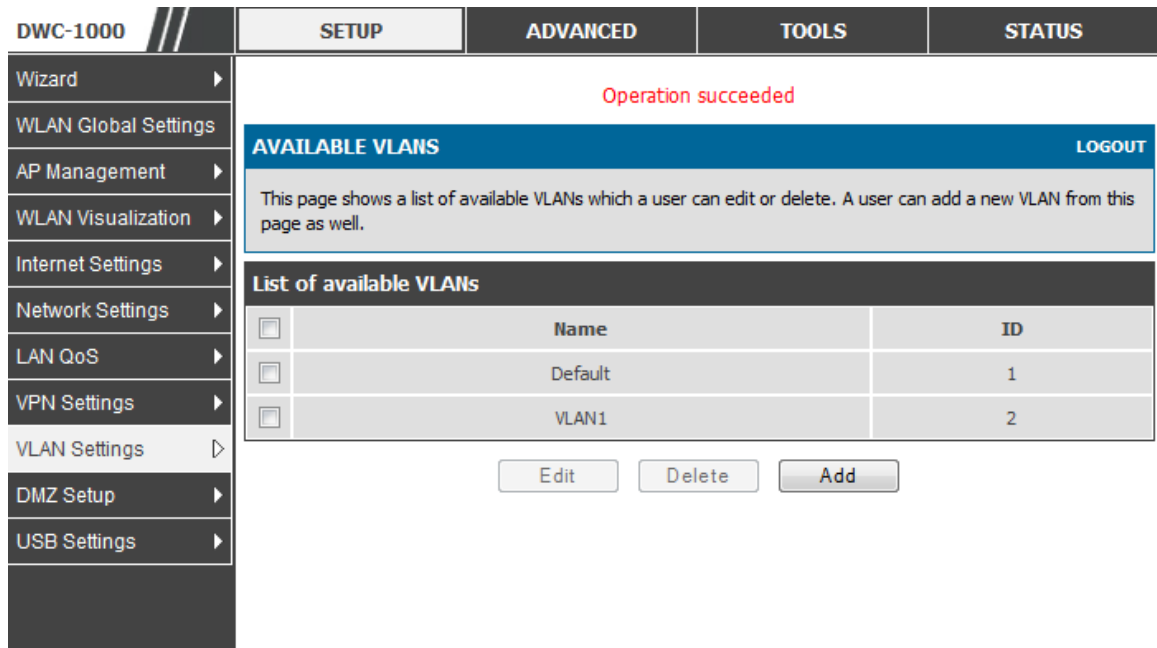 DWC-1000
SETUP
ADVANCED
TOOLS
STATUS
Wizard
WLAN Global Settings
AP Management
WLAN Visualization
Internet Settings
Network Settings
LAN QoS
VPN Settings
VLAN Settings
DMZ Setup
USB Settings
Operation succeeded
AVAILABLE VLANS LOGOUT
This page shows a list of available VLANs which a user can edit or delete. A user can add a new VLAN from this
page as well.
List of available VLANs
Name ID
Default 1
VLAN1 2
Edit Delete Add